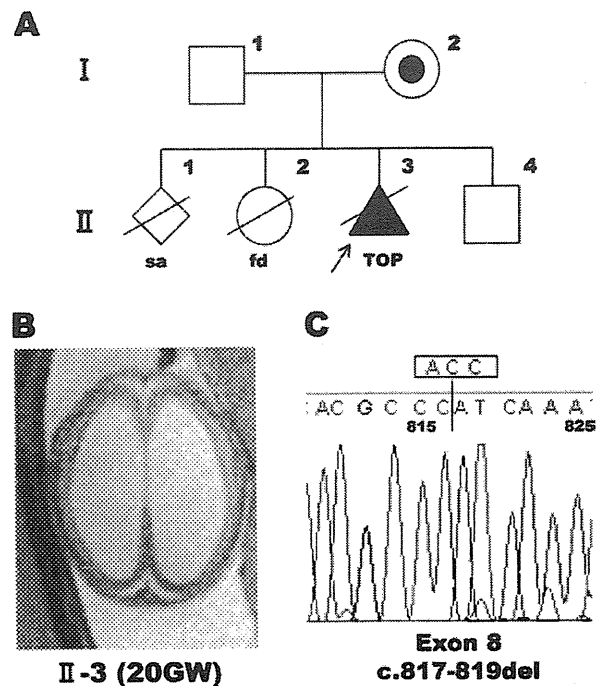 A
I
1
2
II
1
2
3
4
sa
fd
TOP
B
C
ACC
ACGCCCATCAAA
815
825
II-3 (20GW)
Exon 8
c.817-819del